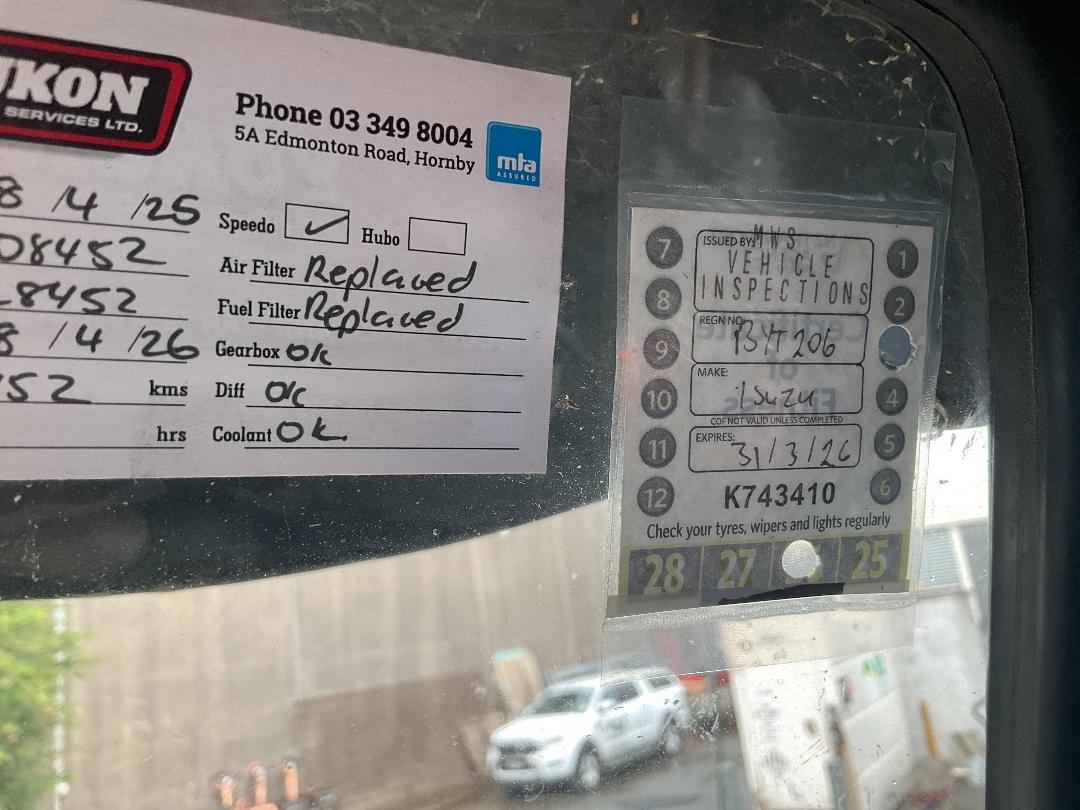 UKON
SERVICES LTD.
Phone 03 349 8004
5A Edmonton Road, Hornby
mta
ASSURED
8 /4 /25
08452
8452
8 /4 /26
52 kms
hrs
Speedo ✓ Hubo
Air Filter Replaced
Fuel Filter Replaced
Gearbox Ok
Diff Ok
Coolant Ok
ISSUED BY: MWS
VEHICLE
INSPECTIONS
REGN NO: BYT206
MAKE: Isuzu
COF NOT VALID UNLESS COMPLETED
EXPIRES: 31/3/26
K743410
7
8
9
10
11
12
1
2
4
5
6
Check your tyres, wipers and lights regularly
28 27 25